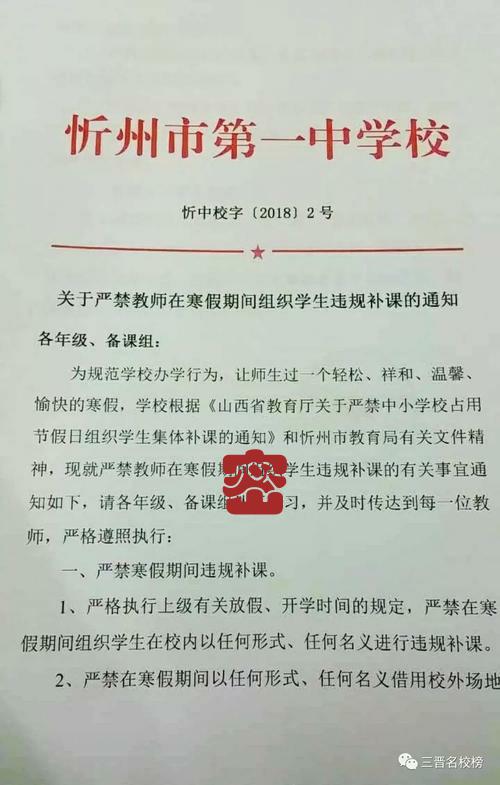 忻州市第一中学校
忻中校字〔2018〕2号
关于严禁教师在寒假期间组织学生违规补课的通知
各年级、备课组：
为规范学校办学行为，让师生过一个轻松、祥和、温馨、
愉快的寒假，学校根据《山西省教育厅关于严禁中小学校占用
节假日组织学生集体补课的通知》和忻州市教育局有关文件精
神，现就严禁教师在寒假期 学生违规补课的有关事宜通
知如下，请各年级、备课组 习，并及时传达到每一位教
师，严格遵照执行：
一、严禁寒假期间违规补课。
1、严格执行上级有关放假、开学时间的规定，严禁在寒
假期间组织学生在校内以任何形式、任何名义进行违规补课。
2、严禁在寒假期间以任何形式、任何名义借用校外场地
三晋名校榜